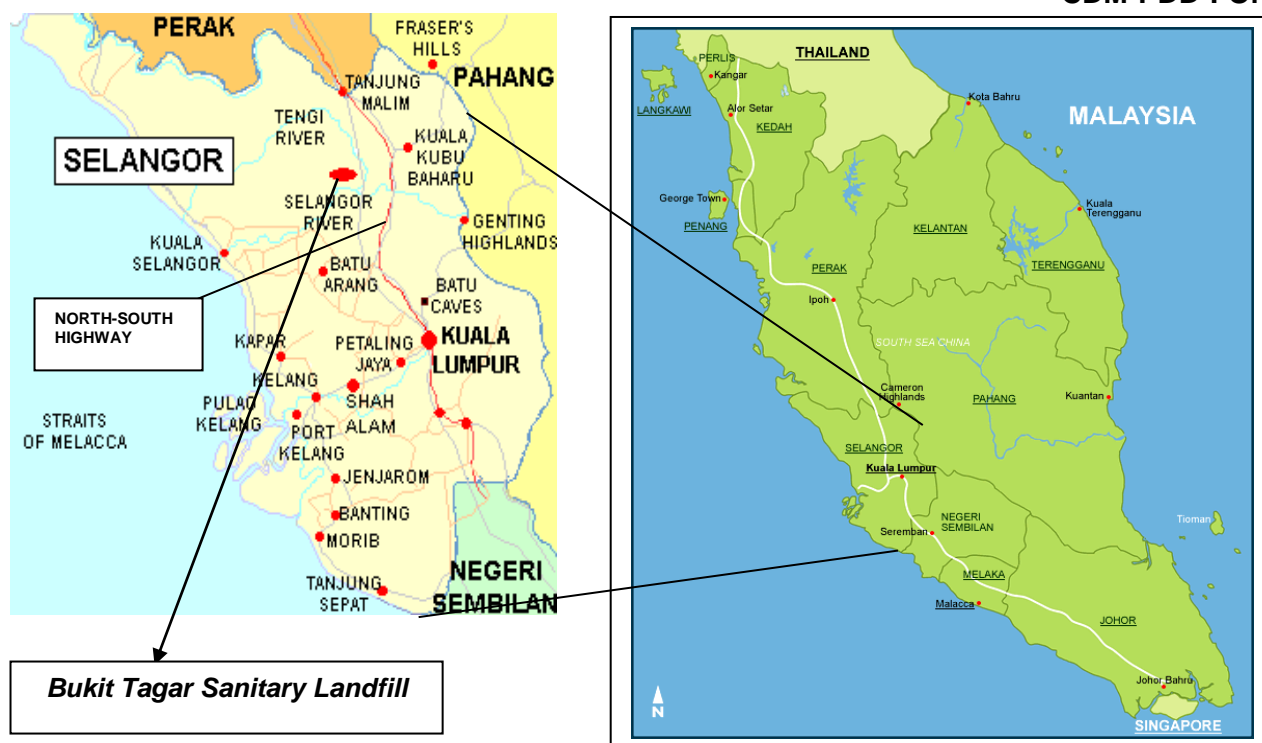 PERAK
FRASER'S
HILLS
PAHANG
TANJUNG
MALIM
TENGI
RIVER
KUALA
KUBU
BAHARU
SELANGOR
SELANGOR
RIVER
GENTING
HIGHLANDS
KUALA
SELANGOR
BATU
ARANG
BATU
CAVES
NORTH-SOUTH
HIGHWAY
KAPAR
PETALING
JAYA
KUALA
LUMPUR
KELANG
SHAH
ALAM
PULAU
KELANG
PORT
KELANG
STRAITS
OF MELACCA
JENJAROM
BANTING
MORIB
TANJUNG
SEPAT
NEGERI
SEMBILAN
Bukit Tagar Sanitary Landfill
THAILAND
PERLIS
Kangar
LANGKAWI
Alor Setar
KEDAH
Kota Bahru
MALAYSIA
George Town
PENANG
Kuala
Terengganu
KELANTAN
TERENGGANU
PERAK
Ipoh
SOUTH SEA CHINA
Cameron
Highlands
PAHANG
Kuantan
SELANGOR
Kuala Lumpur
NEGERI
SEMBILAN
Seremban
Tioman
MELAKA
Malacca
JOHOR
Johor Bahru
SINGAPORE
N